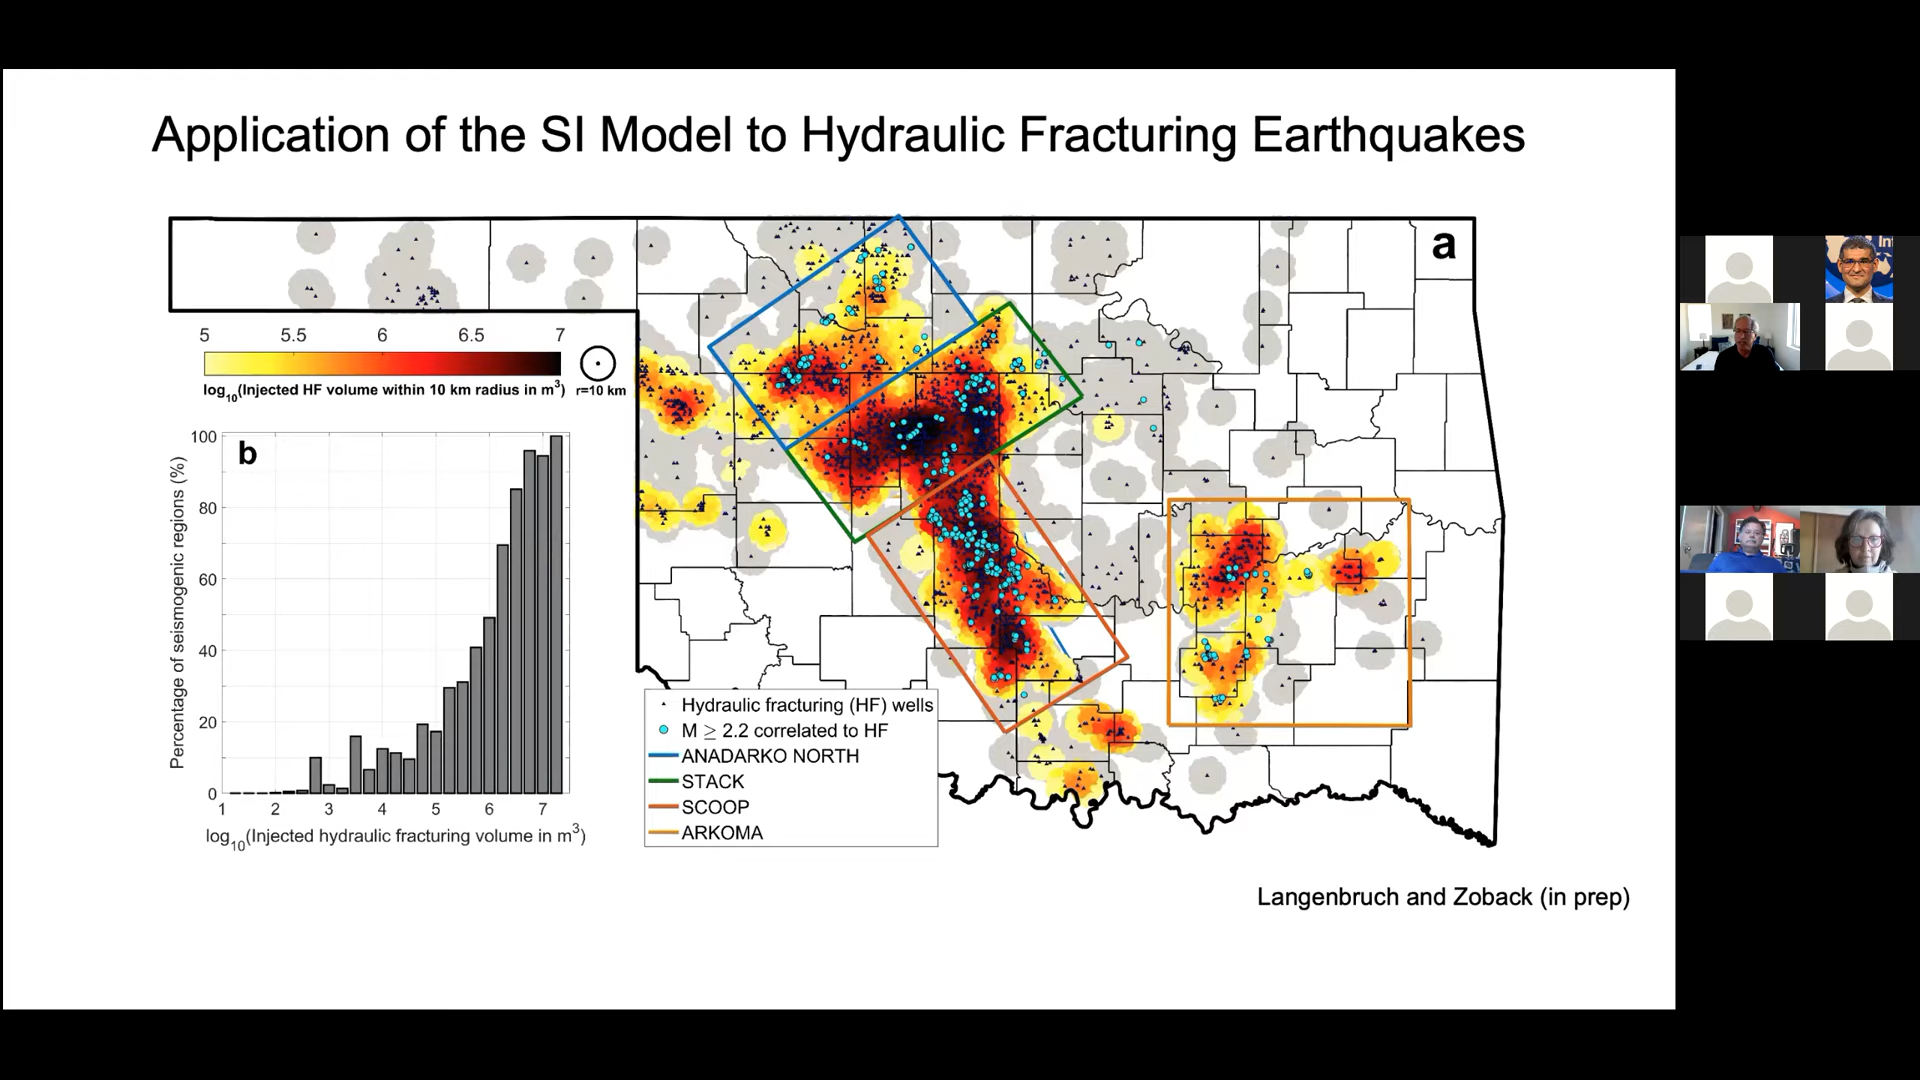 Application of the SI Model to Hydraulic Fracturing Earthquakes
a
5 5.5 6 6.5 7
log10(Injected HF volume within 10 km radius in m3)
r=10 km
b
Percentage of seismogenic regions (%)
100
80
60
40
20
0
1 2 3 4 5 6 7
log10(Injected hydraulic fracturing volume in m3)
Hydraulic fracturing (HF) wells
M ≥ 2.2 correlated to HF
ANADARKO NORTH
STACK
SCOOP
ARKOMA
Langenbruch and Zoback (in prep)